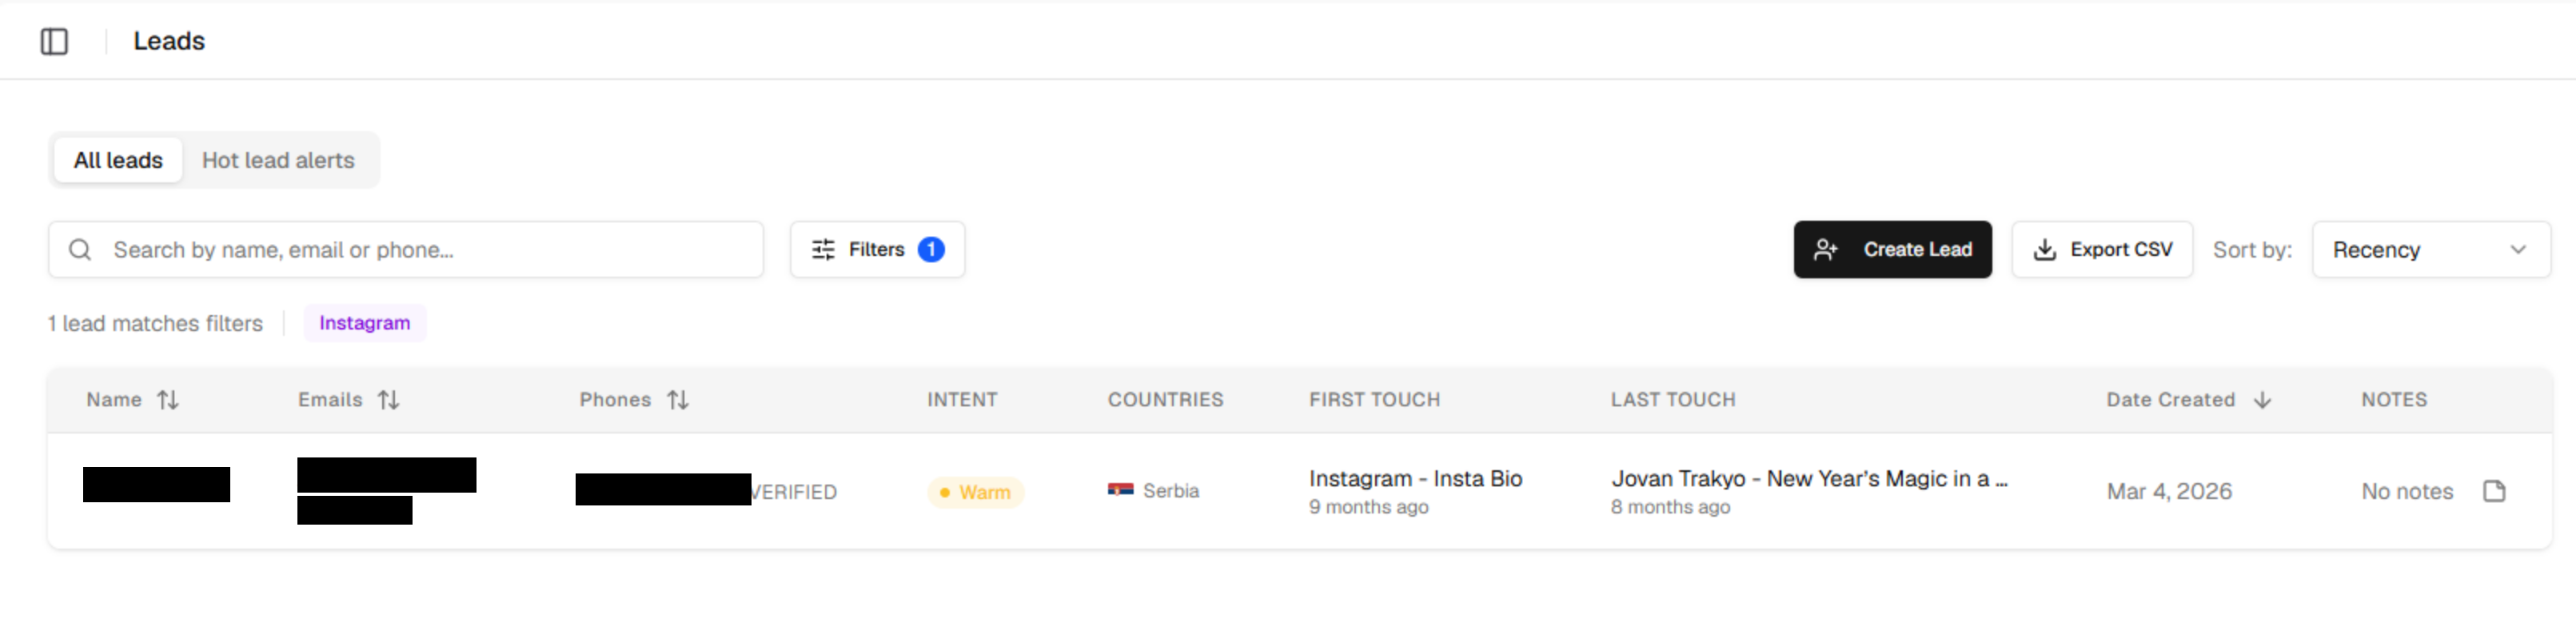 Leads
All leads Hot lead alerts
Search by name, email or phone...
Filters 1
Create Lead
Export CSV
Sort by: Recency
1 lead matches filters Instagram
Name Emails Phones INTENT COUNTRIES FIRST TOUCH LAST TOUCH Date Created NOTES
VERIFIED Warm Serbia Instagram - Insta Bio Jovan Trakyo - New Year's Magic in a ... Mar 4, 2026 No notes
9 months ago 8 months ago